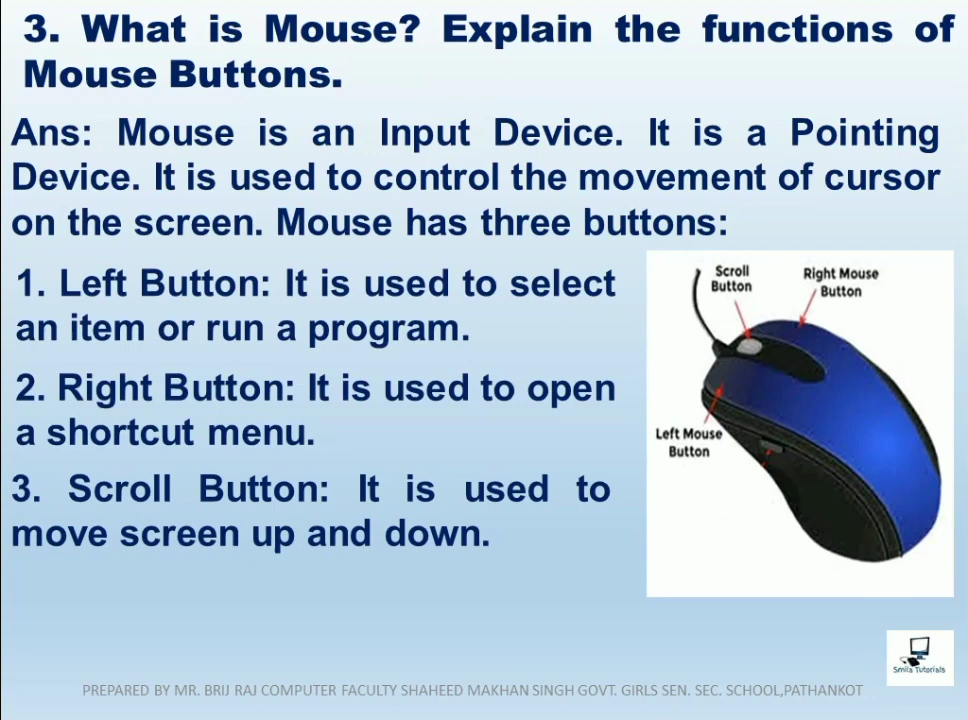 3. What is Mouse? Explain the functions of
Mouse Buttons.
Ans: Mouse is an Input Device. It is a Pointing
Device. It is used to control the movement of cursor
on the screen. Mouse has three buttons:
1. Left Button: It is used to select
an item or run a program.
2. Right Button: It is used to open
a shortcut menu.
3. Scroll Button: It is used to
move screen up and down.
Scroll
Button
Right Mouse
Button
Left Mouse
Button
Smila Tutorials
PREPARED BY MR. BRIJ RAJ COMPUTER FACULTY SHAHEED MAKHAN SINGH GOVT. GIRLS SEN. SEC. SCHOOL,PATHANKOT